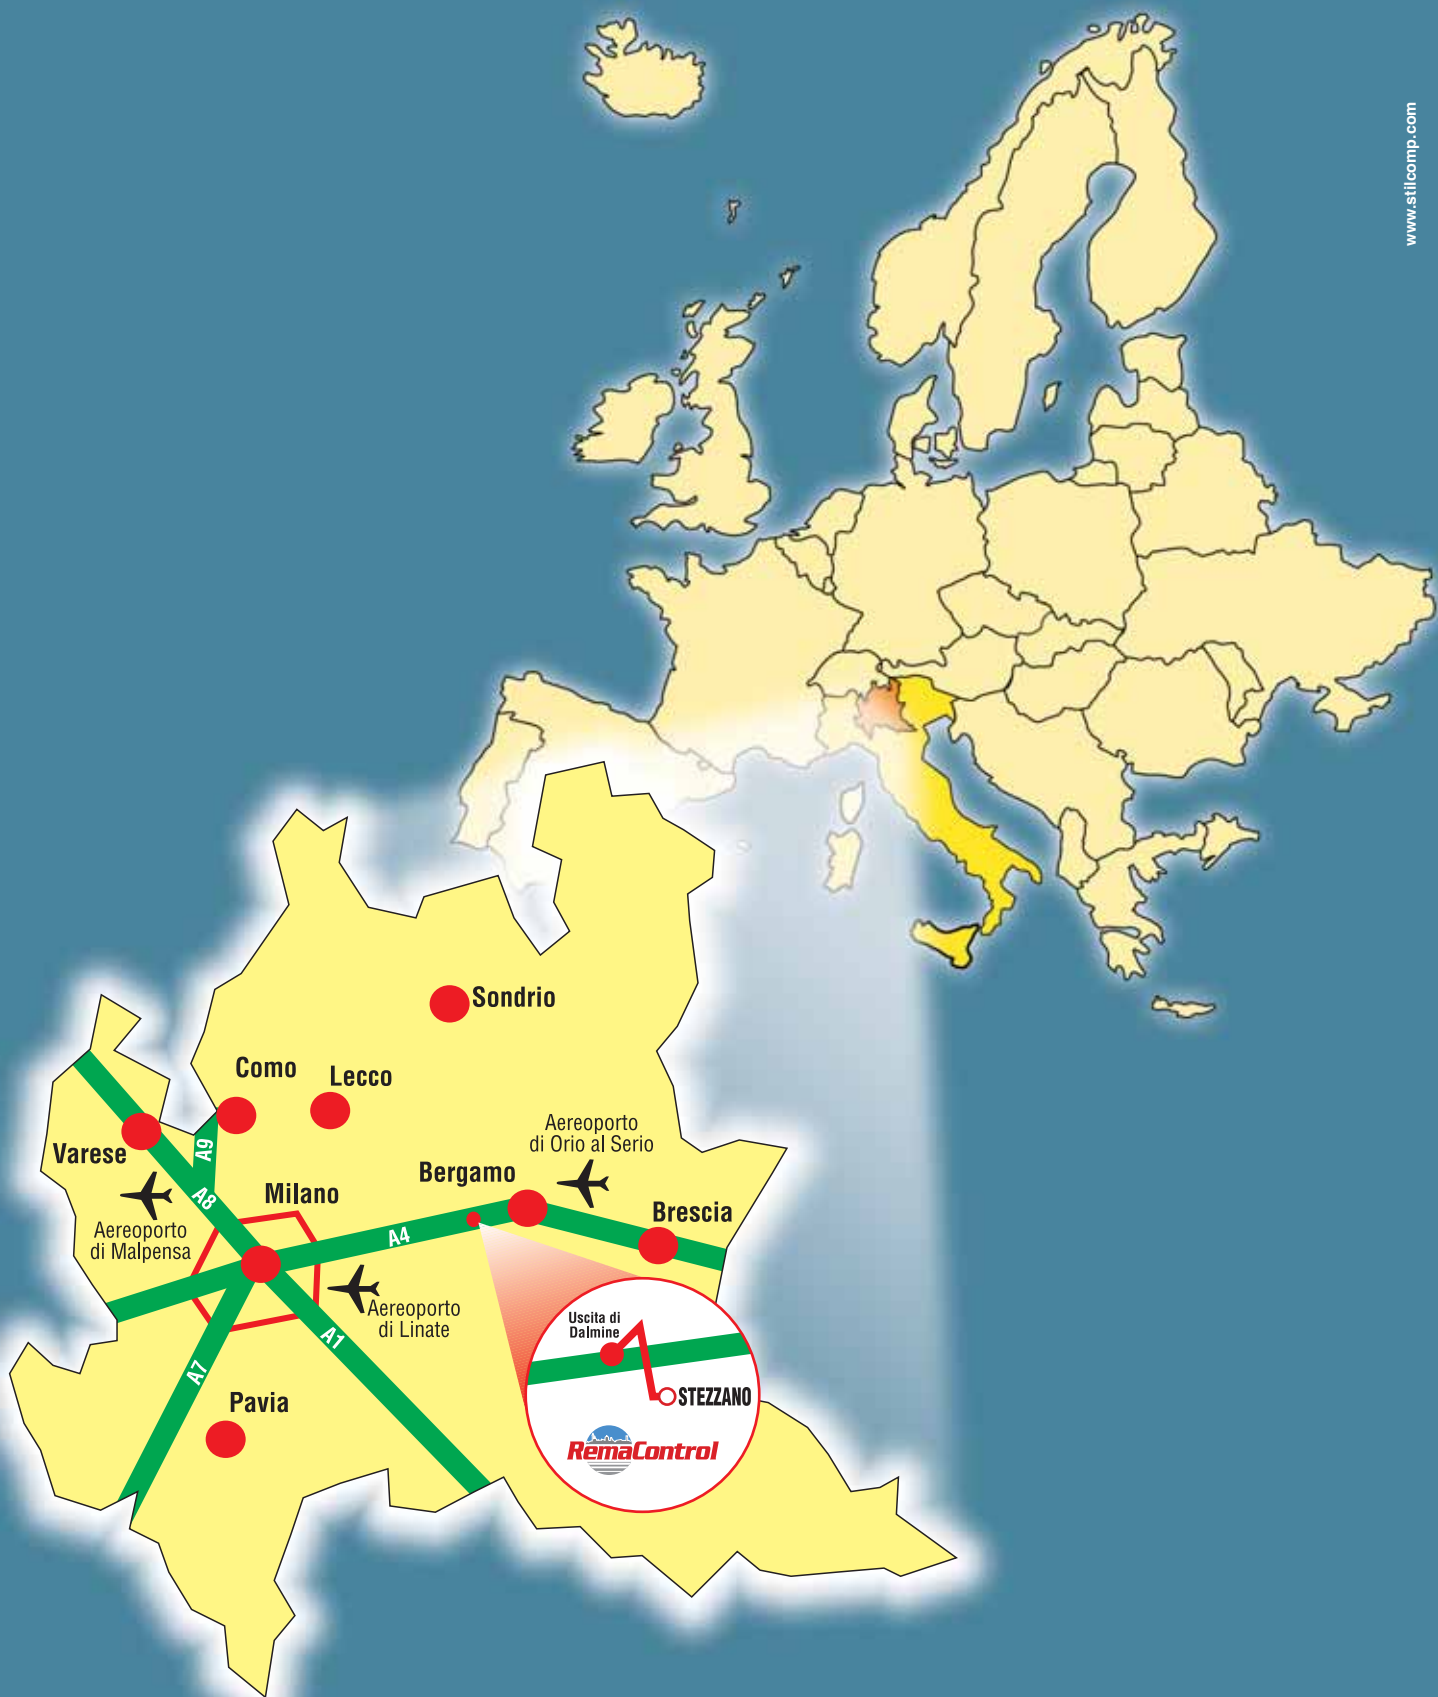 www.stilcomp.com
Sondrio
Como
Lecco
Varese
A9
A8
Aereoporto
di Orio al Serio
Bergamo
Milano
Brescia
Aereoporto
di Malpensa
A4
Aereoporto
di Linate
A1
A7
Pavia
Uscita di
Dalmine
STEZZANO
RemaControl